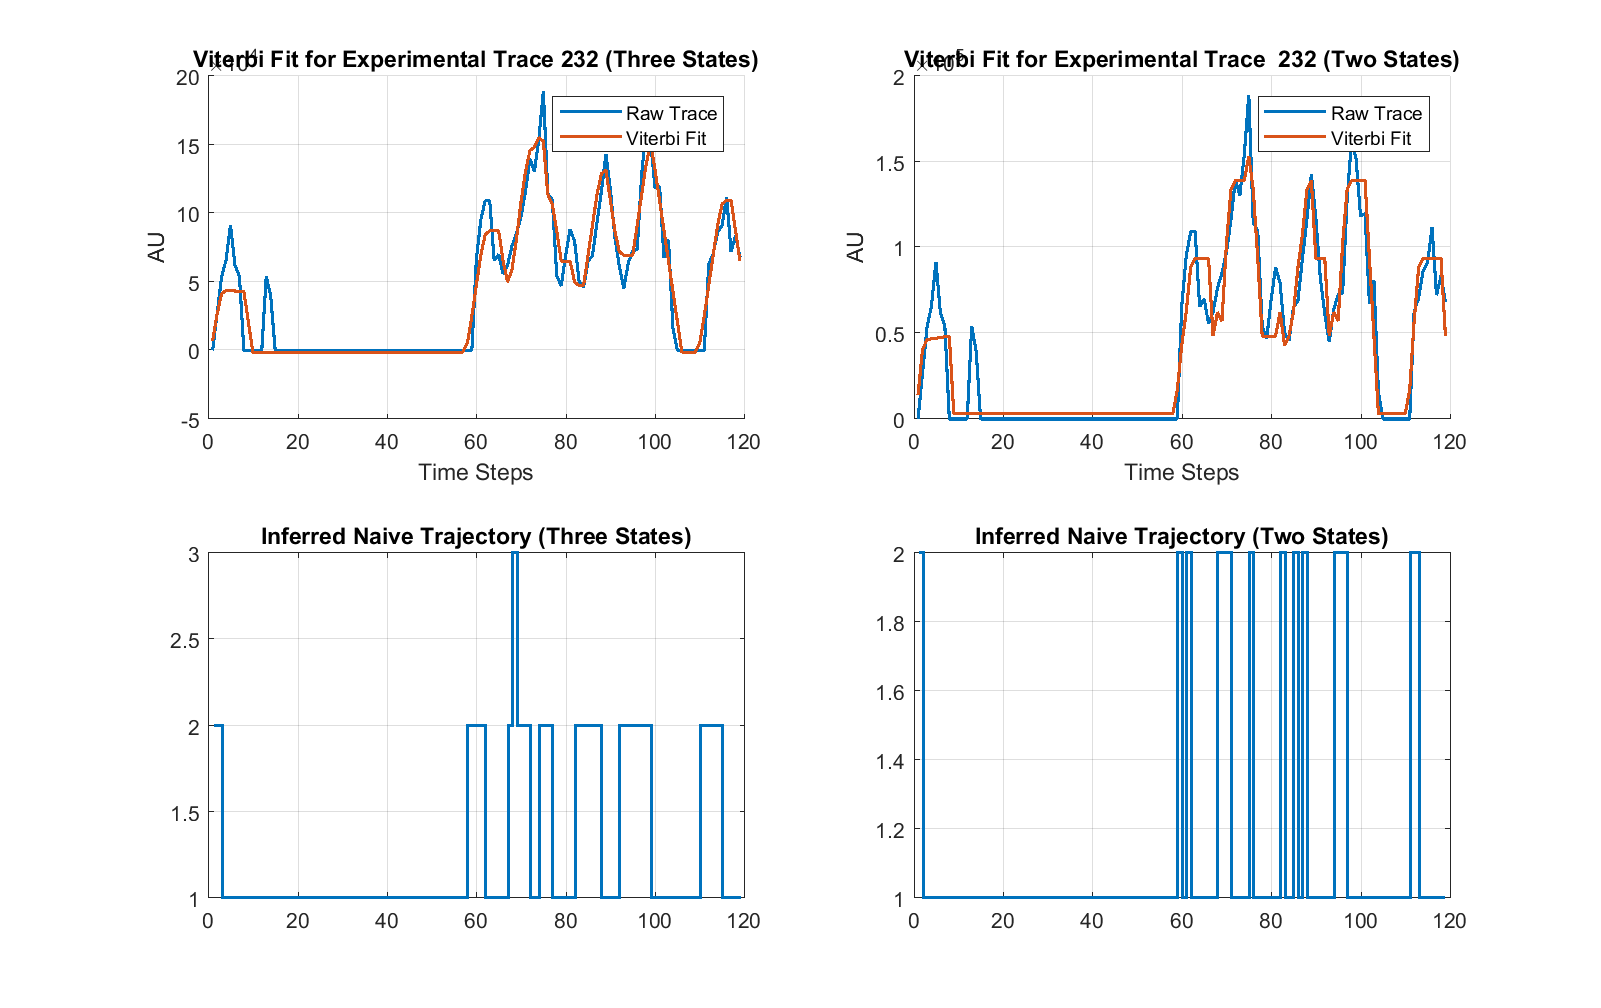 Viterbi Fit for Experimental Trace 232 (Three States)
×10⁴
20
15
10
5
0
-5
AU
Raw Trace
Viterbi Fit
0 20 40 60 80 100 120
Time Steps
Viterbi Fit for Experimental Trace 232 (Two States)
×10⁵
2
1.5
1
0.5
0
AU
Raw Trace
Viterbi Fit
0 20 40 60 80 100 120
Time Steps
Inferred Naive Trajectory (Three States)
3
2.5
2
1.5
1
0 20 40 60 80 100 120
Inferred Naive Trajectory (Two States)
2
1.8
1.6
1.4
1.2
1
0 20 40 60 80 100 120